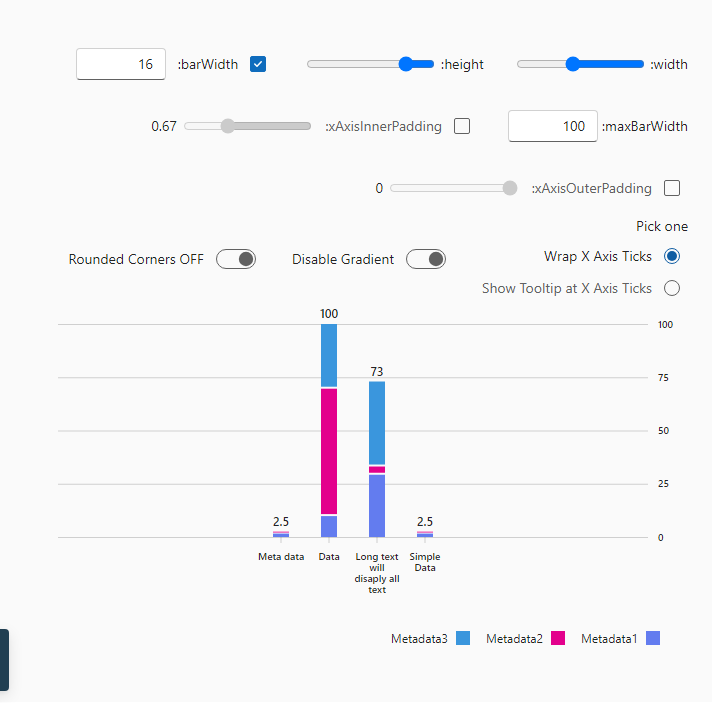 16 :barWidth :height :width
0.67 :xAxisInnerPadding 100 :maxBarWidth
0 :xAxisOuterPadding
Pick one
Rounded Corners OFF Disable Gradient Wrap X Axis Ticks
Show Tooltip at X Axis Ticks
100
100
73
75
50
25
2.5 2.5
0
Meta data Data Long text Simple
will Data
disaply all
text
Metadata3 Metadata2 Metadata1